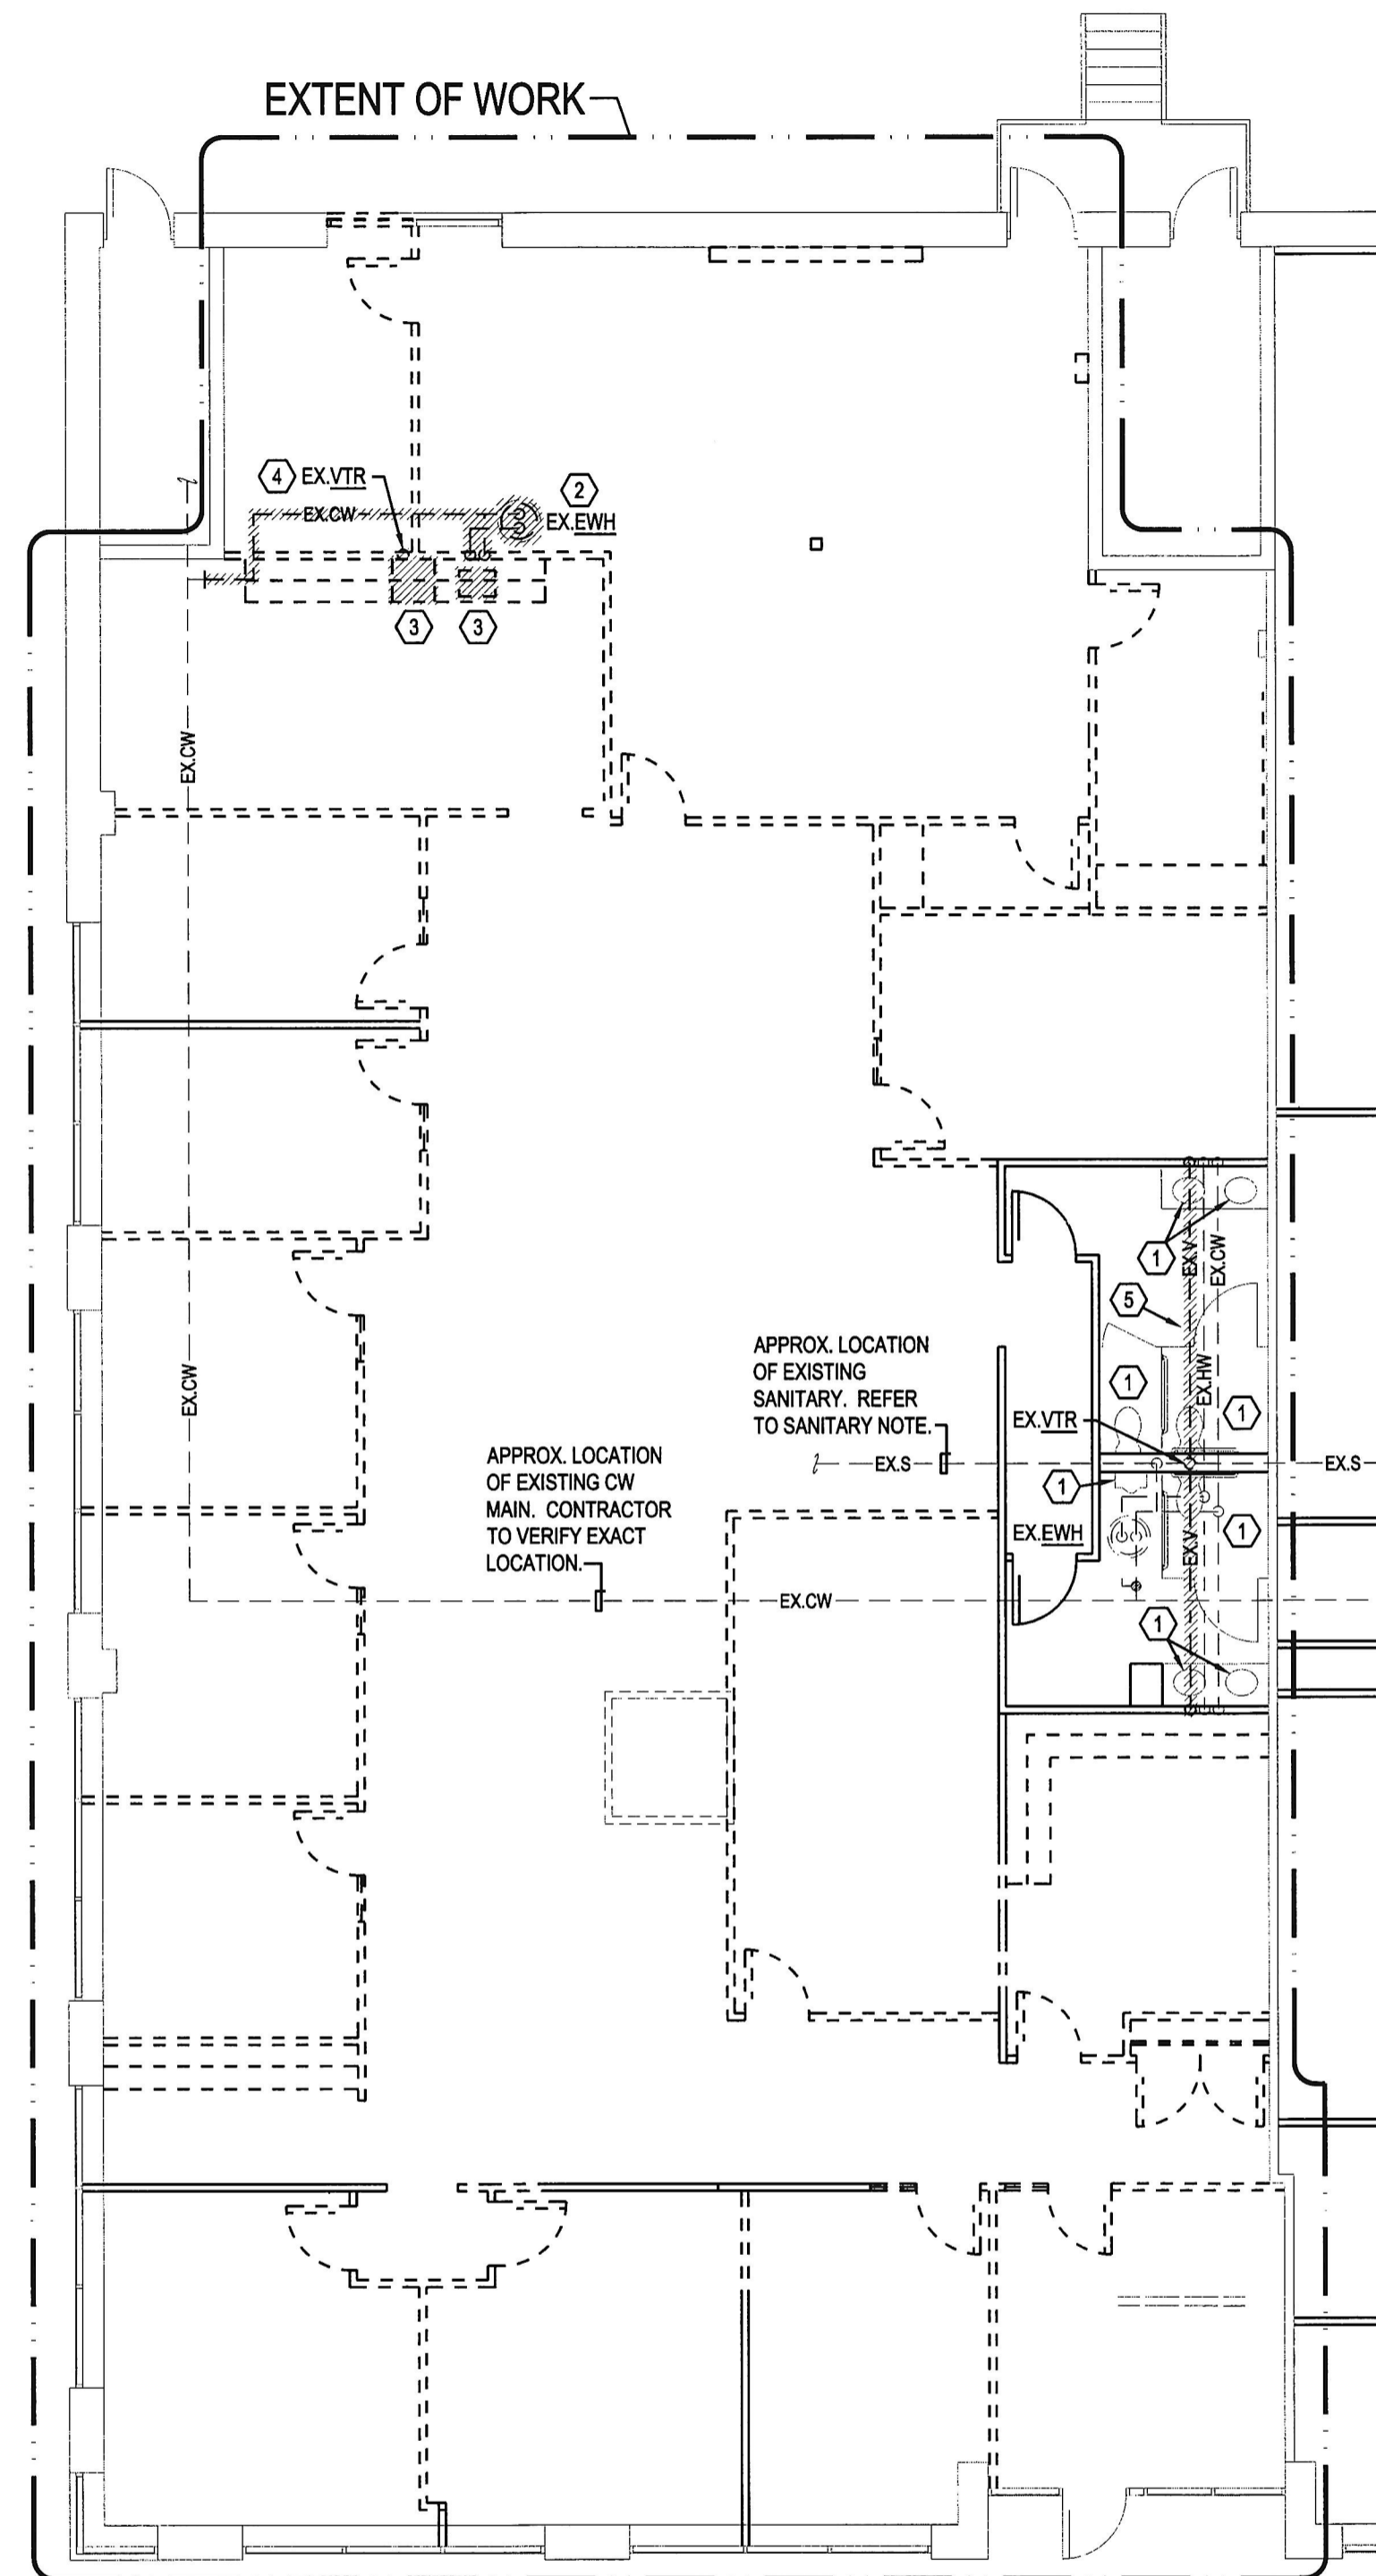 EXTENT OF WORK
4 EX.VTR
EX.CW
2
EX.EWH
3
3
EX.CW
EX.V
EX.CW
1
5
EX.HW
APPROX. LOCATION
OF EXISTING
SANITARY. REFER
TO SANITARY NOTE.
EX.CW
1
1
EX.VTR
EX.S
EX.S
APPROX. LOCATION
OF EXISTING CW
MAIN. CONTRACTOR
TO VERIFY EXACT
LOCATION.
1
EX.EWH
1
EX.V
EX.CW
1